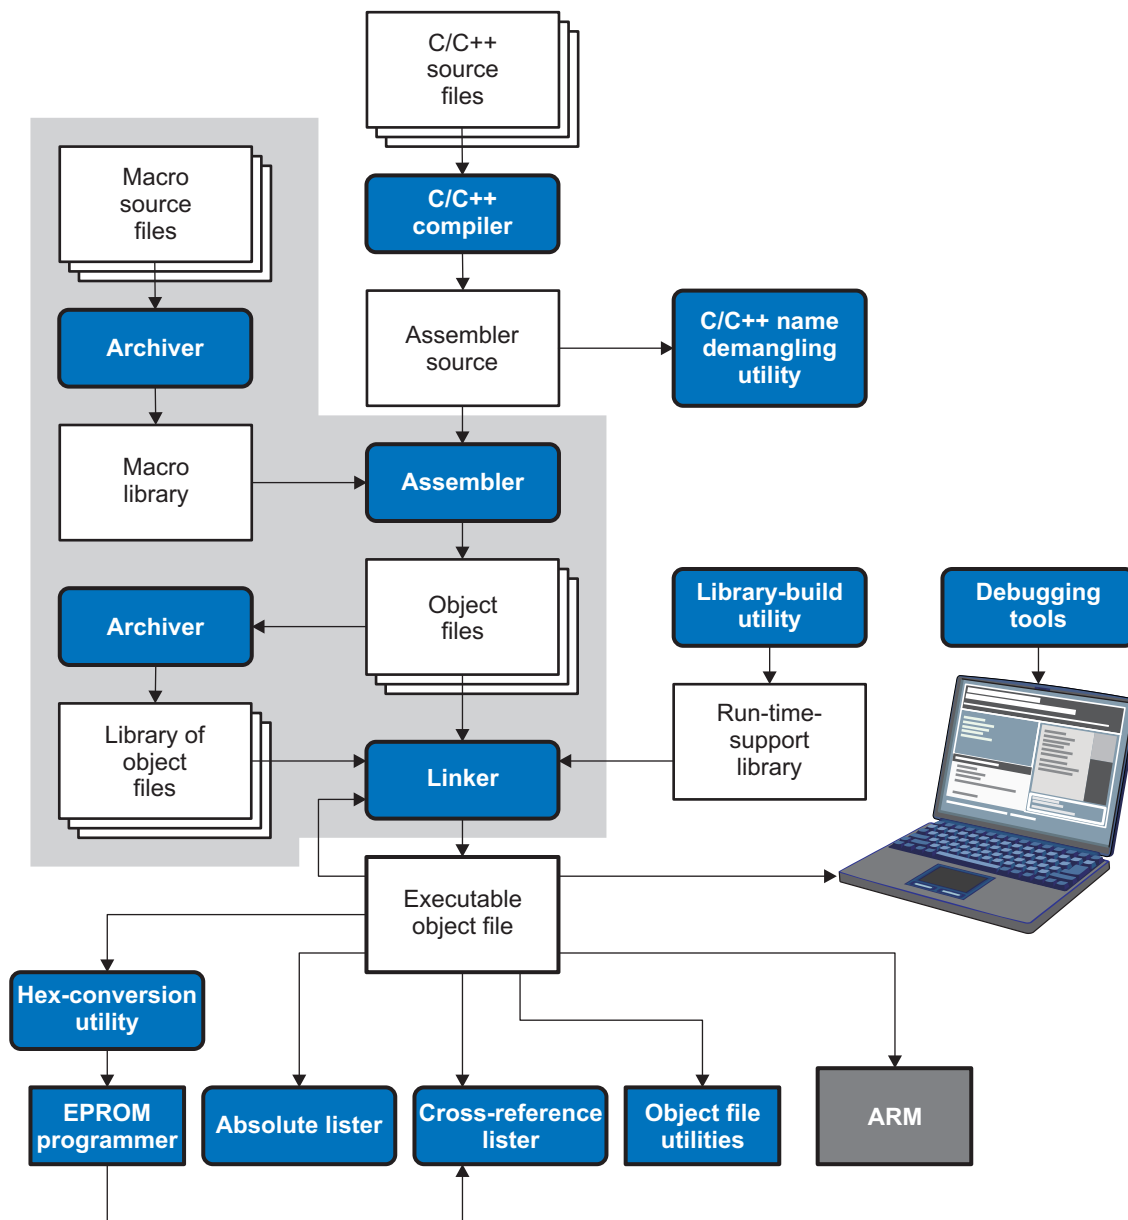 C/C++
source
files
Macro
source
files
C/C++
compiler
Archiver
Assembler
source
C/C++ name
demangling
utility
Macro
library
Assembler
Archiver
Object
files
Library-build
utility
Debugging
tools
Library of
object
files
Linker
Run-time-
support
library
Executable
object file
Hex-conversion
utility
EPROM
programmer
Absolute lister
Cross-reference
lister
Object file
utilities
ARM